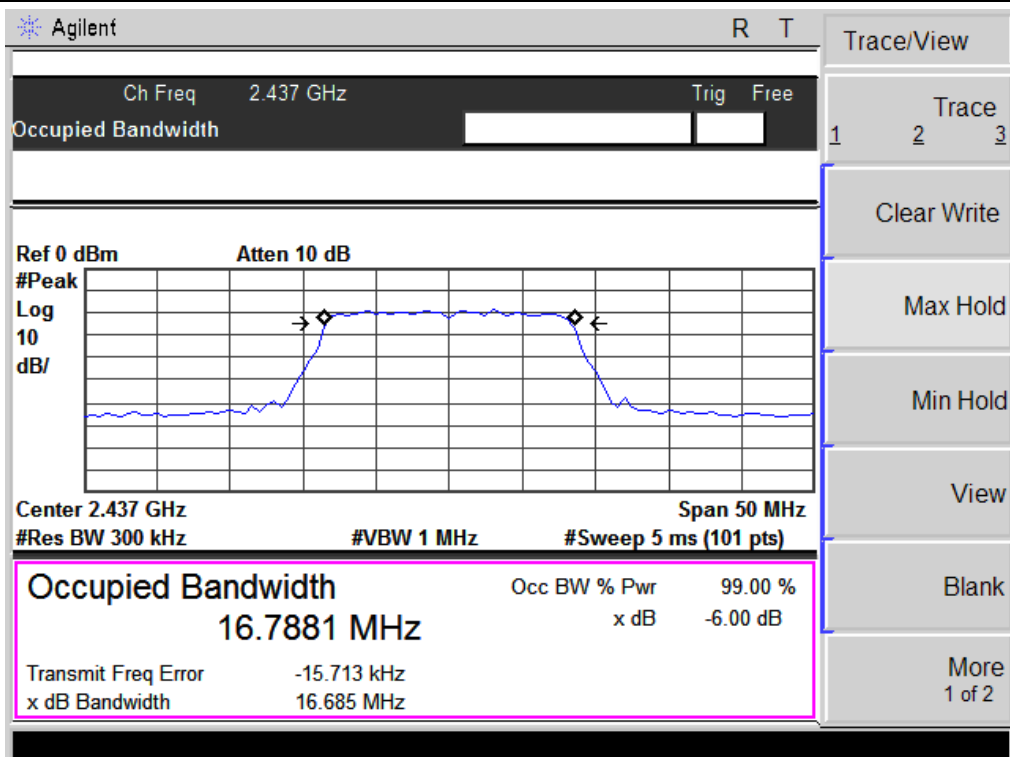 Agilent R T
Trace/View
Ch Freq 2.437 GHz Trig Free
Occupied Bandwidth
Trace
1 2 3
Clear Write
Max Hold
Min Hold
View
Blank
More
1 of 2
Ref 0 dBm Atten 10 dB
#Peak
Log
10
dB/
Center 2.437 GHz Span 50 MHz
#Res BW 300 kHz #VBW 1 MHz #Sweep 5 ms (101 pts)
Occupied Bandwidth Occ BW % Pwr 99.00 %
16.7881 MHz x dB -6.00 dB
Transmit Freq Error -15.713 kHz
x dB Bandwidth 16.685 MHz